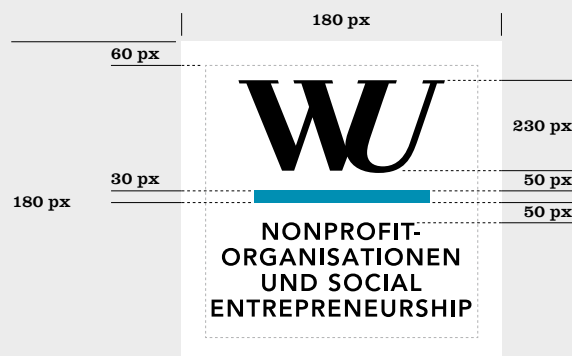 180 px
60 px
WU
230 px
30 px
50 px
180 px
50 px
NONPROFIT-
ORGANISATIONEN
UND SOCIAL
ENTREPRENEURSHIP